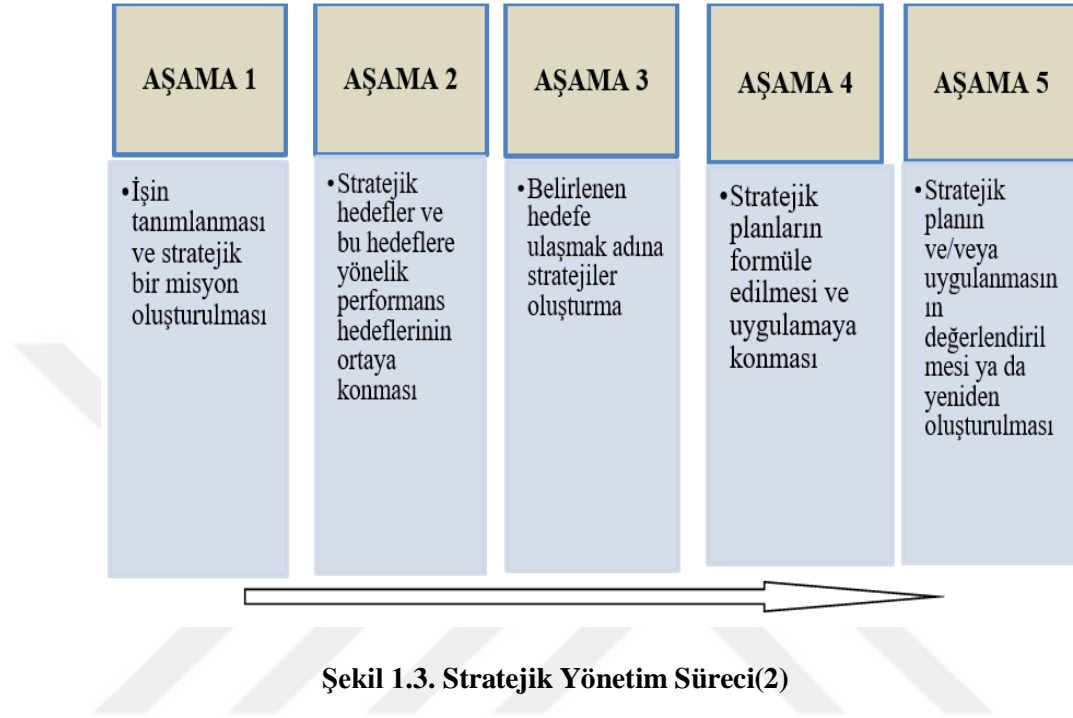 AŞAMA 1
•İşin
tanımlanması
ve stratejik
bir misyon
oluşturulması
AŞAMA 2
•Stratejik
hedefler ve
bu hedeflere
yönelik
performans
hedeflerinin
ortaya
konması
AŞAMA 3
•Belirlenen
hedefe
ulaşmak adına
stratejiler
oluşturma
AŞAMA 4
•Stratejik
planların
formüle
edilmesi ve
uygulamaya
konması
AŞAMA 5
•Stratejik
planın
ve/veya
uygulanmasın
ın
değerlendiril
mesi ya da
yeniden
oluşturulması
Şekil 1.3. Stratejik Yönetim Süreci(2)